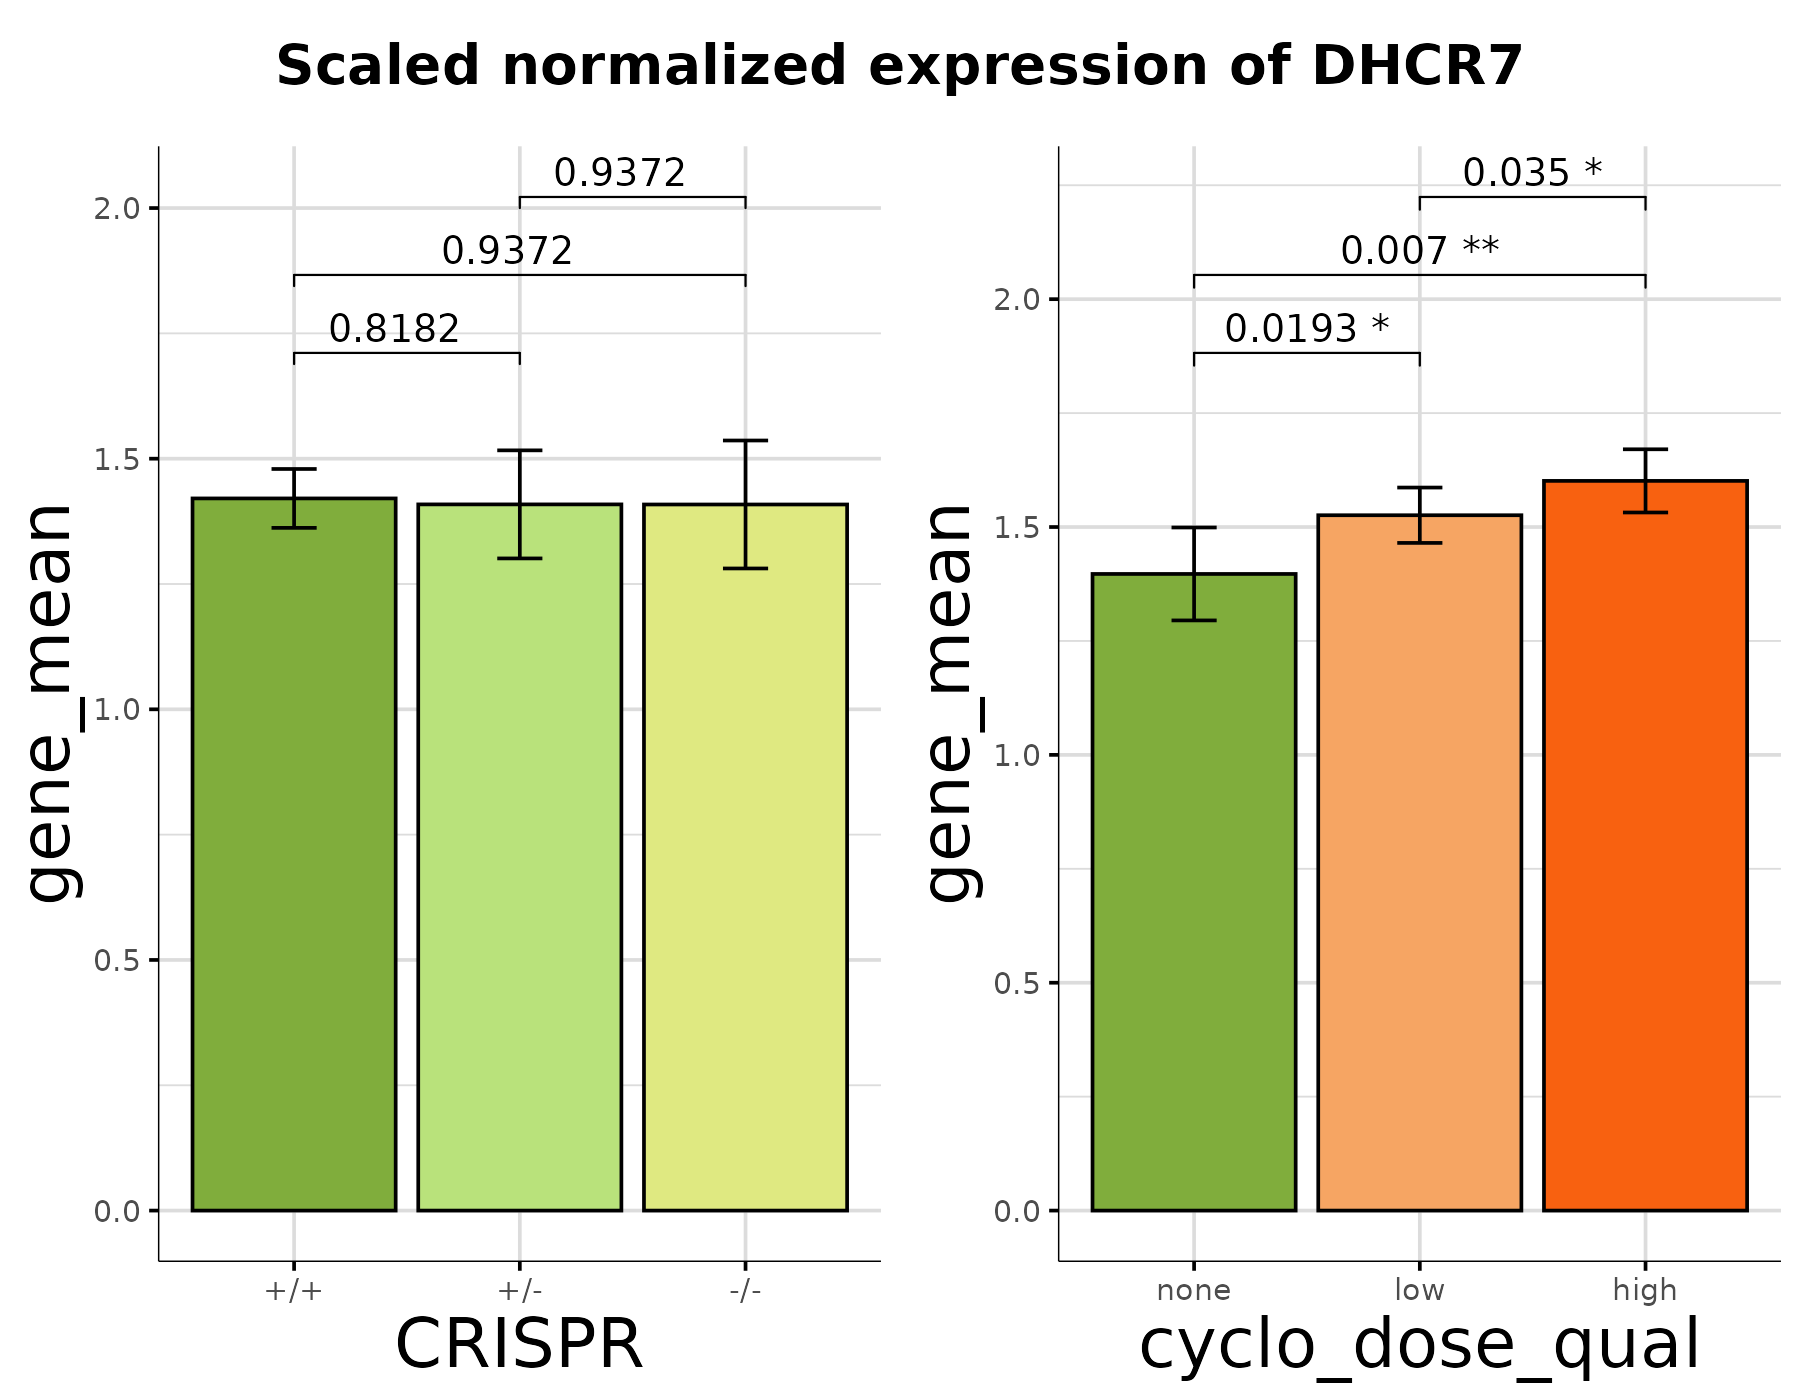 Scaled normalized expression of DHCR7
gene_mean
2.0
1.5
1.0
0.5
0.0
0.9372
0.9372
0.8182
+/+
+/-
-/-
CRISPR
gene_mean
2.0
1.5
1.0
0.5
0.0
0.035 *
0.007 **
0.0193 *
none
low
high
cyclo_dose_qual